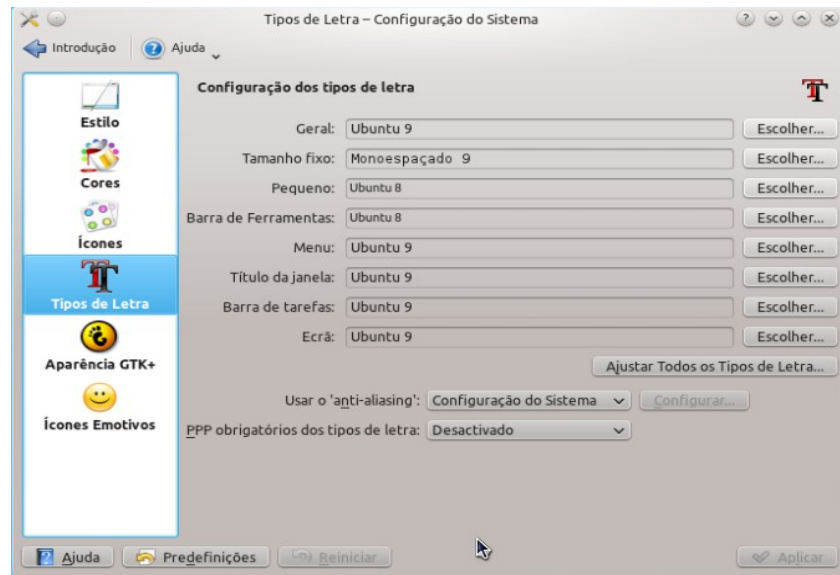 Tipos de Letra – Configuração do Sistema
Introdução Ajuda
Configuração dos tipos de letra
Estilo
Cores
Ícones
Tipos de Letra
Aparência GTK+
Ícones Emotivos
Geral: Ubuntu 9 Escolher...
Tamanho fixo: Monoespaçado 9 Escolher...
Pequeno: Ubuntu 8 Escolher...
Barra de Ferramentas: Ubuntu 8 Escolher...
Menu: Ubuntu 9 Escolher...
Título da janela: Ubuntu 9 Escolher...
Barra de tarefas: Ubuntu 9 Escolher...
Ecrã: Ubuntu 9 Escolher...
Ajustar Todos os Tipos de Letra...
Usar o 'anti-aliasing': Configuração do Sistema Configurar...
PPP obrigatórios dos tipos de letra: Desactivado
Ajuda Predefinições Reiniciar Aplicar